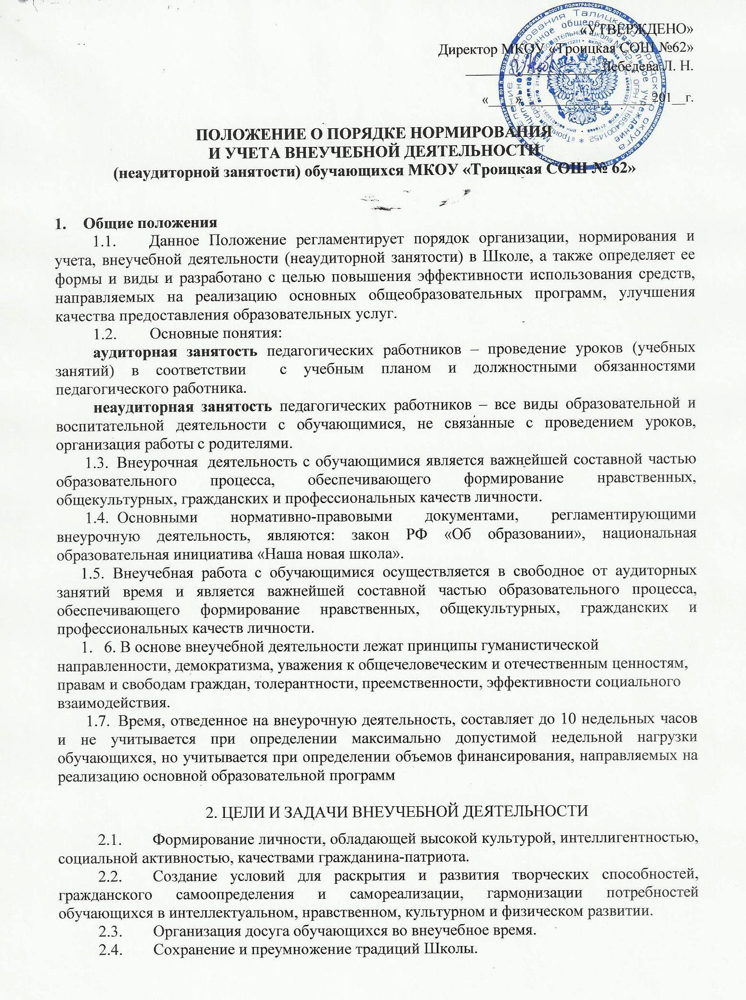 «УТВЕРЖДЕНО»
Директор МКОУ «Троицкая СОШ №62»
____________________Лебедева Л. Н.
«____»___________________201__г.
ПОЛОЖЕНИЕ О ПОРЯДКЕ НОРМИРОВАНИЯ
И УЧЕТА ВНЕУЧЕБНОЙ ДЕЯТЕЛЬНОСТИ
(неаудиторной занятости) обучающихся МКОУ «Троицкая СОШ № 62»
1. Общие положения
1.1. Данное Положение регламентирует порядок организации, нормирования и
учета, внеучебной деятельности (неаудиторной занятости) в Школе, а также определяет ее
формы и виды и разработано с целью повышения эффективности использования средств,
направляемых на реализацию основных общеобразовательных программ, улучшения
качества предоставления образовательных услуг.
1.2. Основные понятия:
аудиторная занятость педагогических работников – проведение уроков (учебных
занятий) в соответствии с учебным планом и должностными обязанностями
педагогического работника.
неаудиторная занятость педагогических работников – все виды образовательной и
воспитательной деятельности с обучающимися, не связанные с проведением уроков,
организация работы с родителями.
1.3. Внеурочная деятельность с обучающимися является важнейшей составной частью
образовательного процесса, обеспечивающего формирование нравственных,
общекультурных, гражданских и профессиональных качеств личности.
1.4. Основными нормативно-правовыми документами, регламентирующими
внеурочную деятельность, являются: закон РФ «Об образовании», национальная
образовательная инициатива «Наша новая школа».
1.5. Внеучебная работа с обучающимися осуществляется в свободное от аудиторных
занятий время и является важнейшей составной частью образовательного процесса,
обеспечивающего формирование нравственных, общекультурных, гражданских и
профессиональных качеств личности.
1. 6. В основе внеучебной деятельности лежат принципы гуманистической
направленности, демократизма, уважения к общечеловеческим и отечественным ценностям,
правам и свободам граждан, толерантности, преемственности, эффективности социального
взаимодействия.
1.7. Время, отведенное на внеурочную деятельность, составляет до 10 недельных часов
и не учитывается при определении максимально допустимой недельной нагрузки
обучающихся, но учитывается при определении объемов финансирования, направляемых на
реализацию основной образовательной программ
2. ЦЕЛИ И ЗАДАЧИ ВНЕУЧЕБНОЙ ДЕЯТЕЛЬНОСТИ
2.1. Формирование личности, обладающей высокой культурой, интеллигентностью,
социальной активностью, качествами гражданина-патриота.
2.2. Создание условий для раскрытия и развития творческих способностей,
гражданского самоопределения и самореализации, гармонизации потребностей
обучающихся в интеллектуальном, нравственном, культурном и физическом развитии.
2.3. Организация досуга обучающихся во внеучебное время.
2.4. Сохранение и преумножение традиций Школы.